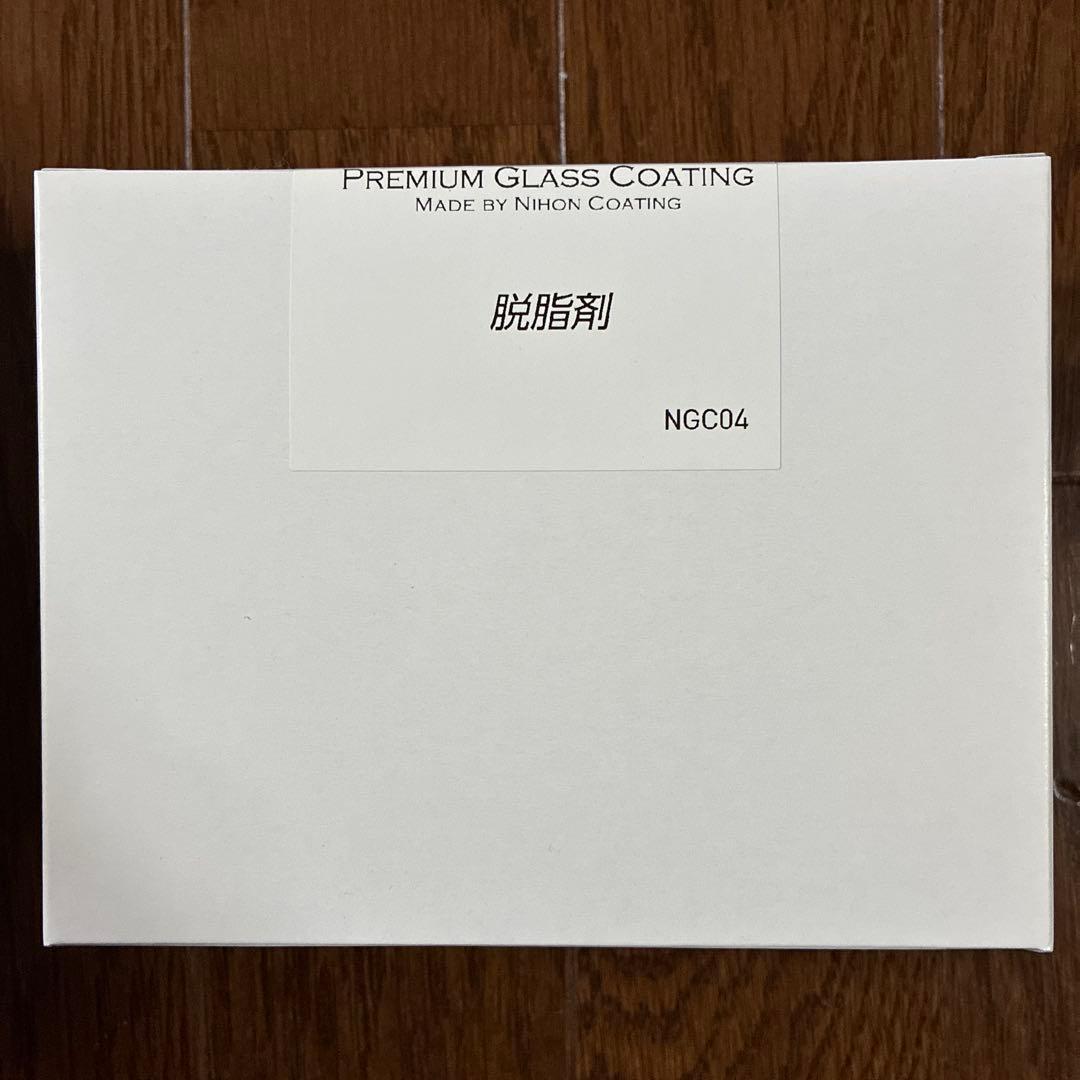 PREMIUM GLASS COATING
MADE BY NIHON COATING
脱脂剤
NGC04